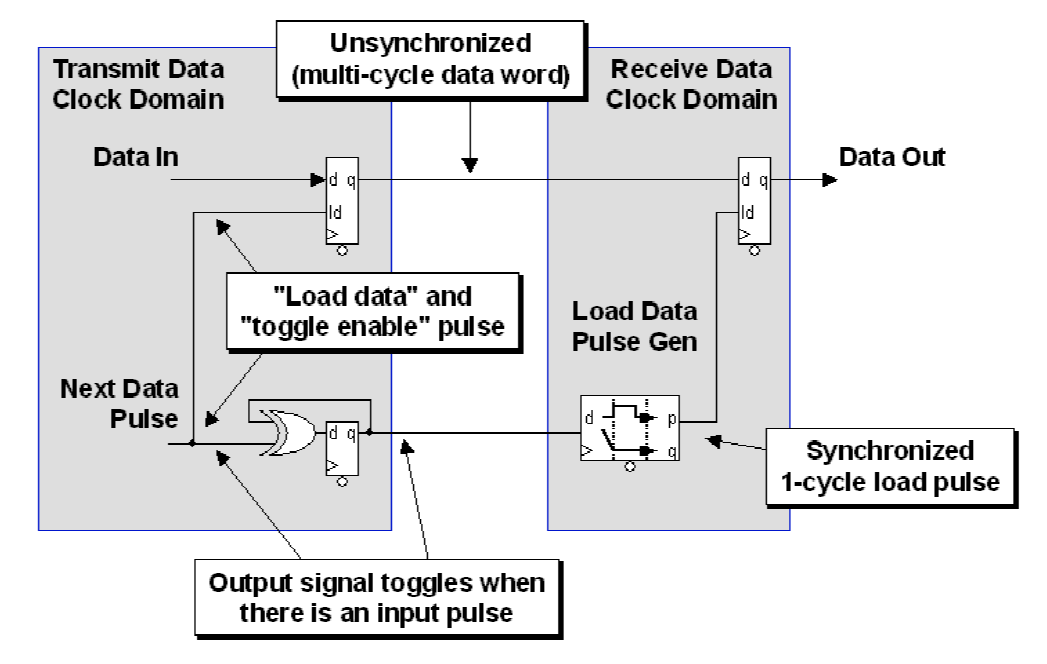 Unsynchronized
(multi-cycle data word)
Transmit Data
Clock Domain
Receive Data
Clock Domain
Data In
Data Out
d q
ld
d q
ld
"Load data" and
"toggle enable" pulse
Load Data
Pulse Gen
Next Data
Pulse
d q
d p
q
Synchronized
1-cycle load pulse
Output signal toggles when
there is an input pulse